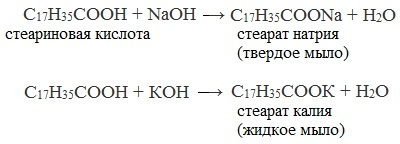 C₁₇H₃₅COOH + NaOH ⟶ C₁₇H₃₅COONa + H₂O
стеариновая кислота стеарат натрия
(твердое мыло)
C₁₇H₃₅COOH + KOH ⟶ C₁₇H₃₅COOK + H₂O
стеарат калия
(жидкое мыло)